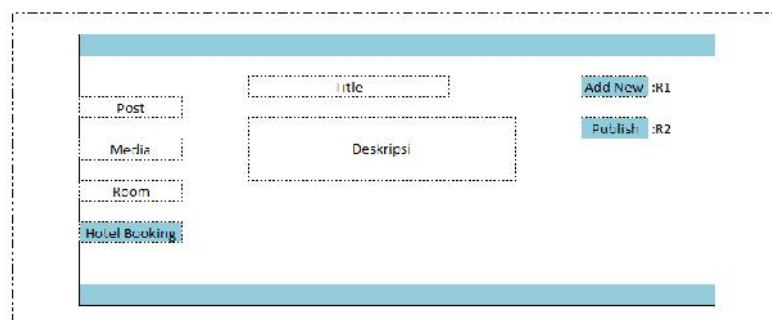 Title
Add New :R1
Post
Publish :R2
Media
Deskripsi
Room
Hotel Booking